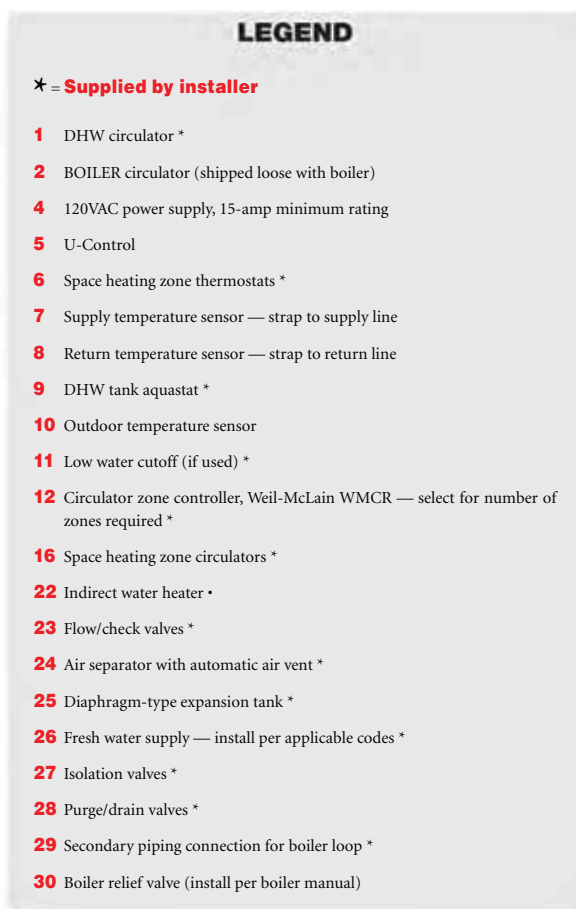 LEGEND
* = Supplied by installer
1 DHW circulator *
2 BOILER circulator (shipped loose with boiler)
4 120VAC power supply, 15-amp minimum rating
5 U-Control
6 Space heating zone thermostats *
7 Supply temperature sensor — strap to supply line
8 Return temperature sensor — strap to return line
9 DHW tank aquastat *
10 Outdoor temperature sensor
11 Low water cutoff (if used) *
12 Circulator zone controller, Weil-McLain WMCR — select for number of
zones required *
16 Space heating zone circulators *
22 Indirect water heater •
23 Flow/check valves *
24 Air separator with automatic air vent *
25 Diaphragm-type expansion tank *
26 Fresh water supply — install per applicable codes *
27 Isolation valves *
28 Purge/drain valves *
29 Secondary piping connection for boiler loop *
30 Boiler relief valve (install per boiler manual)